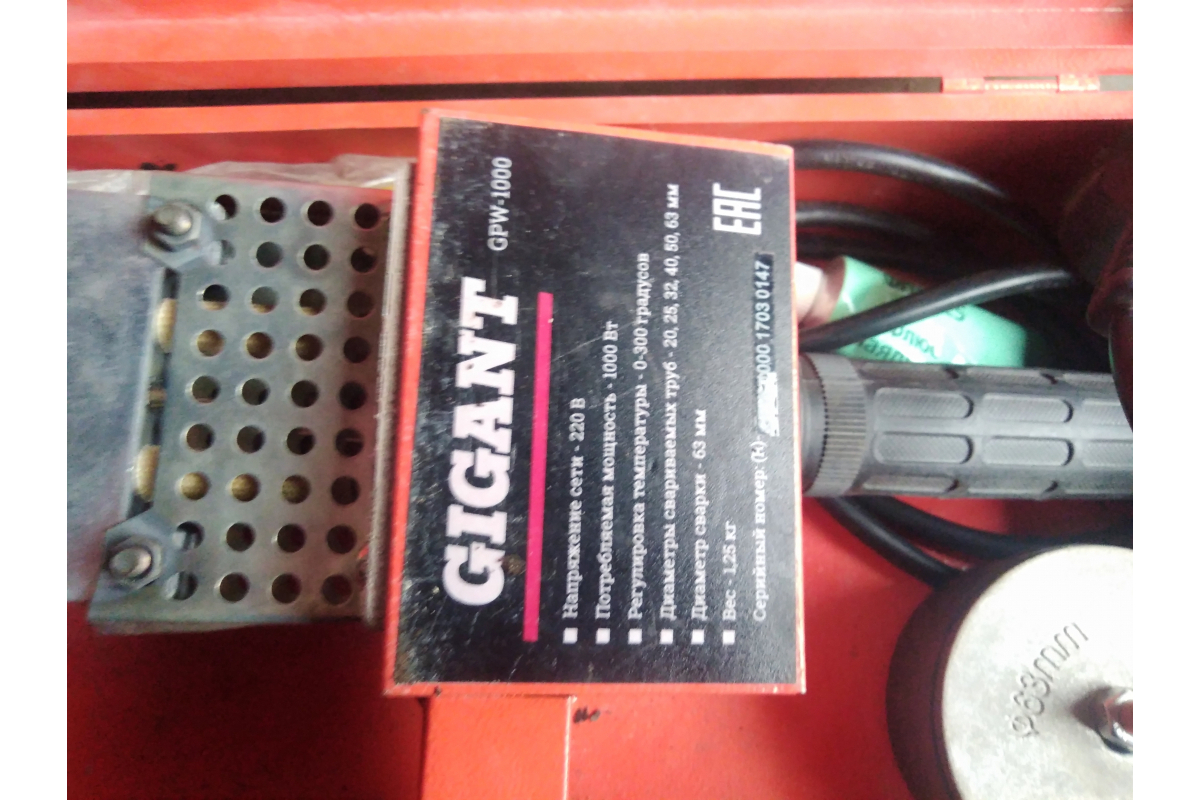 GIGANT
GPW-1000
Напряжение сети - 220 В
Потребляемая мощность - 1000 Вт
Регулировка температуры - 0-300 градусов
Диаметры свариваемых труб - 20, 25, 32, 40, 50, 63 мм
Диаметр сварки - 63 мм
Вес - 1,25 кг
Серийный номер: (н)- 0000 1703 0147
EAC
Φ63mm